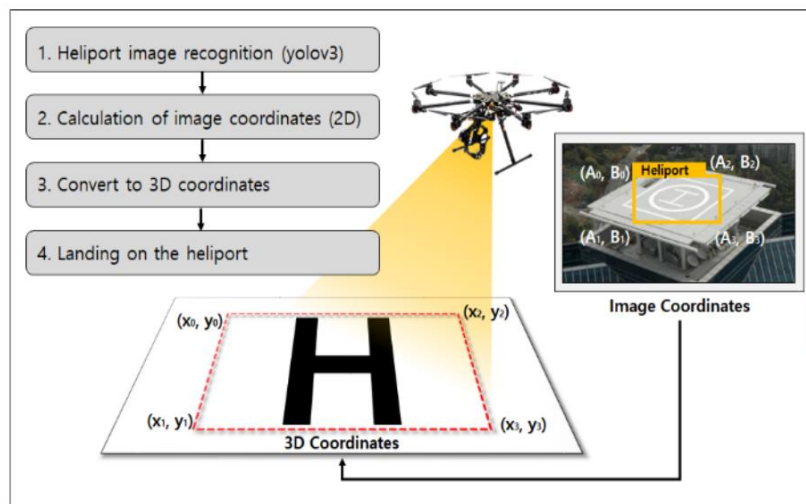 1. Heliport image recognition (yolov3)
2. Calculation of image coordinates (2D)
3. Convert to 3D coordinates
4. Landing on the heliport
(A₀, B₀)
Heliport
(A₂, B₂)
(A₁, B₁)
(A₃, B₃)
Image Coordinates
(x₀, y₀)
(x₂, y₂)
H
(x₁, y₁)
(x₃, y₃)
3D Coordinates